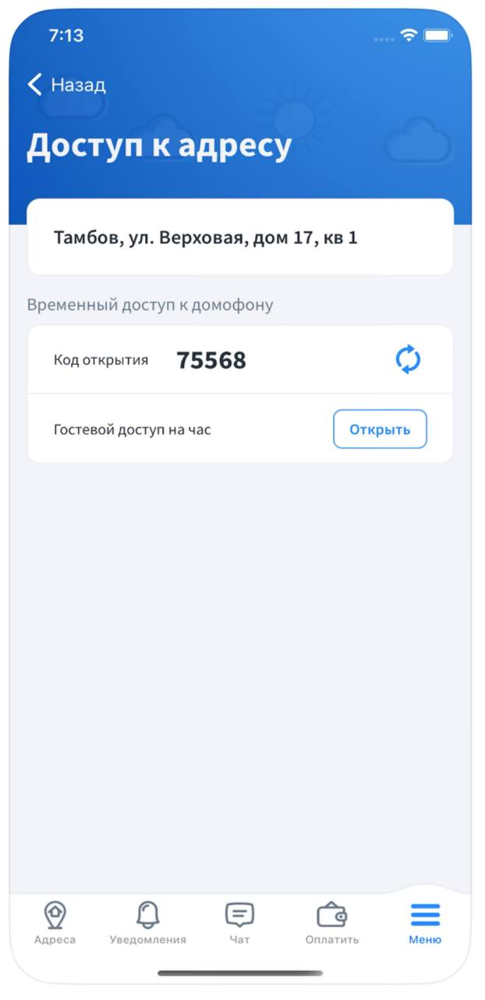 7:13
Назад
Доступ к адресу
Тамбов, ул. Верховая, дом 17, кв 1
Временный доступ к домофону
Код открытия 75568
Гостевой доступ на час Открыть
Адреса Уведомления Чат Оплатить Меню